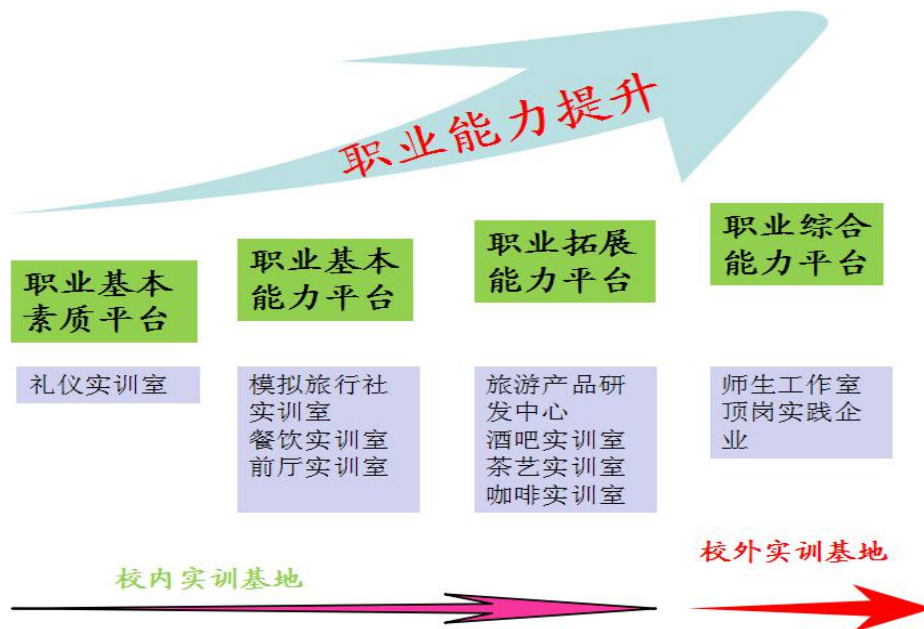 职业能力提升
职业基本
素质平台
职业基本
能力平台
职业拓展
能力平台
职业综合
能力平台
礼仪实训室
模拟旅行社
实训室
餐饮实训室
前厅实训室
旅游产品研
发中心
酒吧实训室
茶艺实训室
咖啡实训室
师生工作室
顶岗实践企
业
校内实训基地
校外实训基地